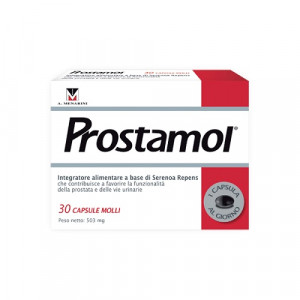 30 CAPSULE MOLLI
A. MENARINI
Prostamol®
Integratore alimentare a base di Serenoa Repens
che contribuisce a favorire la funzionalità
della prostata e delle vie urinarie
30 CAPSULE MOLLI
Peso netto: 503 mg
1 CAPSULA
AL GIORNO